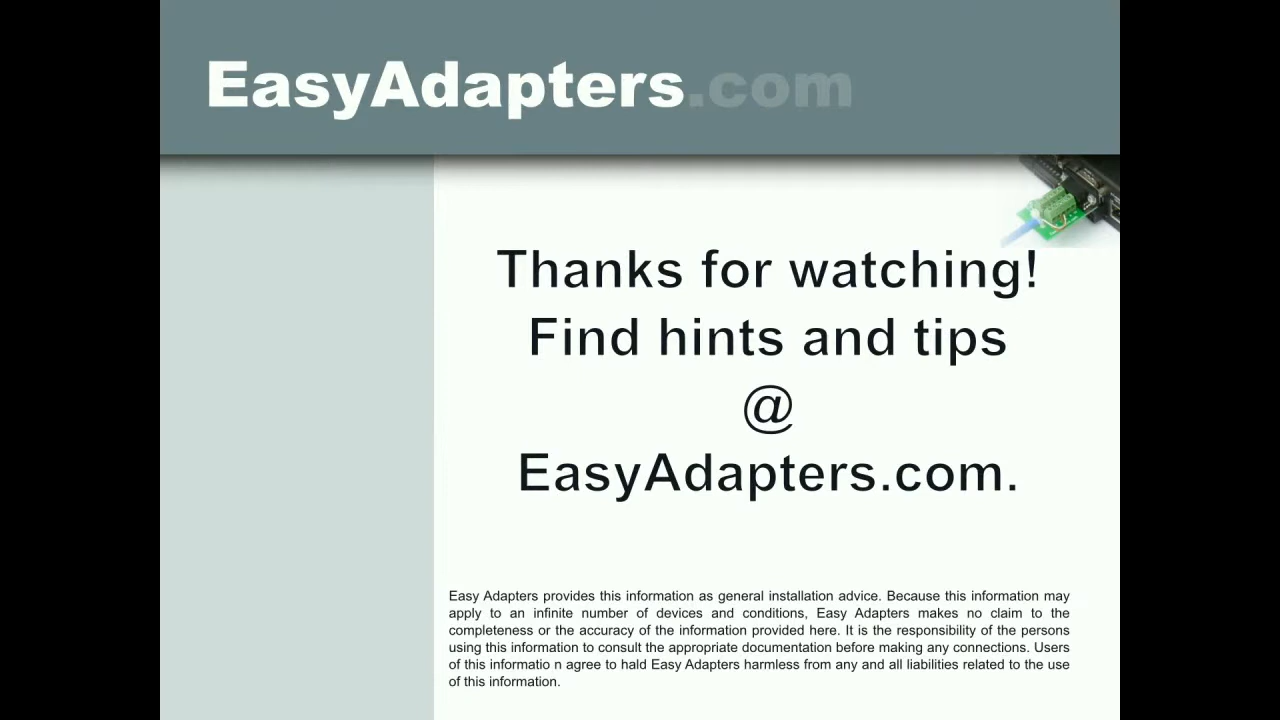 EasyAdapters.com
Thanks for watching!
Find hints and tips
@
EasyAdapters.com.
Easy Adapters provides this information as general installation advice. Because this information may
apply to an infinite number of devices and conditions, Easy Adapters makes no claim to the
completeness or the accuracy of the information provided here. It is the responsibility of the persons
using this information to consult the appropriate documentation before making any connections. Users
of this informatio n agree to hald Easy Adapters harmless from any and all liabilities related to the use
of this information.